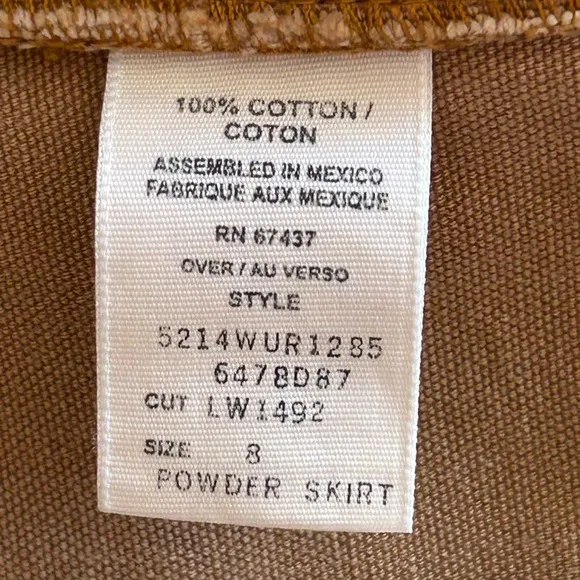 100% COTTON /
COTON
ASSEMBLED IN MEXICO
FABRIQUE AUX MEXIQUE
RN 67437
OVER / AU VERSO
STYLE
5214WUR1285
6478D87
CUT LW1492
SIZE 8
POWDER SKIRT